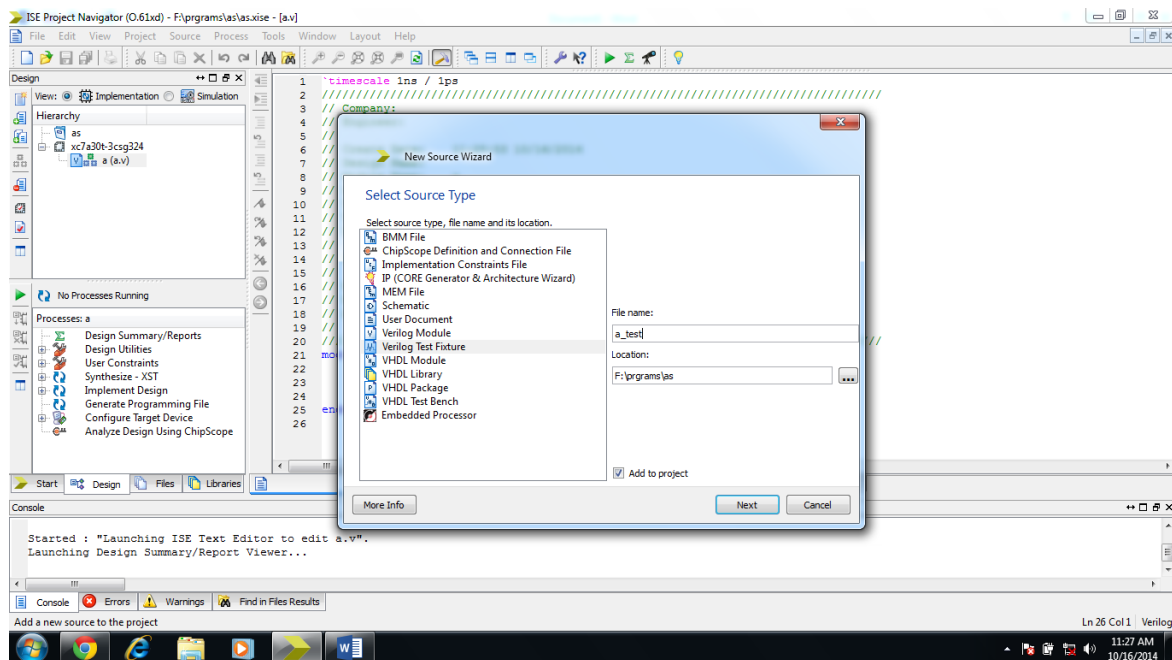 ISE Project Navigator (O.61xd) - F:\prgrams\as\as.xise - [a.v]
File Edit View Project Source Process Tools Window Layout Help
Design
View: Implementation Simulation
Hierarchy
as
xc7a30t-3csg324
a (a.v)
No Processes Running
Processes: a
Design Summary/Reports
Design Utilities
User Constraints
Synthesize - XST
Implement Design
Generate Programming File
Configure Target Device
Analyze Design Using ChipScope
Start Design Files Libraries
1 `timescale 1ns / 1ps
2 //////////////////////////////////////////////////////////////////////////////////
3 // Company:
4 //
5 //
6 //
7 //
8 //
9 //
10 //
11 //
12 //
13 //
14 //
15 //
16 //
17 //
18 //
19 //
20 //
21 mo
22
23
24
25 en
26
New Source Wizard
Select Source Type
Select source type, file name and its location.
BMM File
ChipScope Definition and Connection File
Implementation Constraints File
IP (CORE Generator & Architecture Wizard)
MEM File
Schematic
User Document
Verilog Module
Verilog Test Fixture
VHDL Module
VHDL Library
VHDL Package
VHDL Test Bench
Embedded Processor
File name:
a_test
Location:
F:\prgrams\as
...
Add to project
More Info Next Cancel
Console
Started : "Launching ISE Text Editor to edit a.v".
Launching Design Summary/Report Viewer...
Console Errors Warnings Find in Files Results
Add a new source to the project
Ln 26 Col 1 Verilog
11:27 AM
10/16/2014